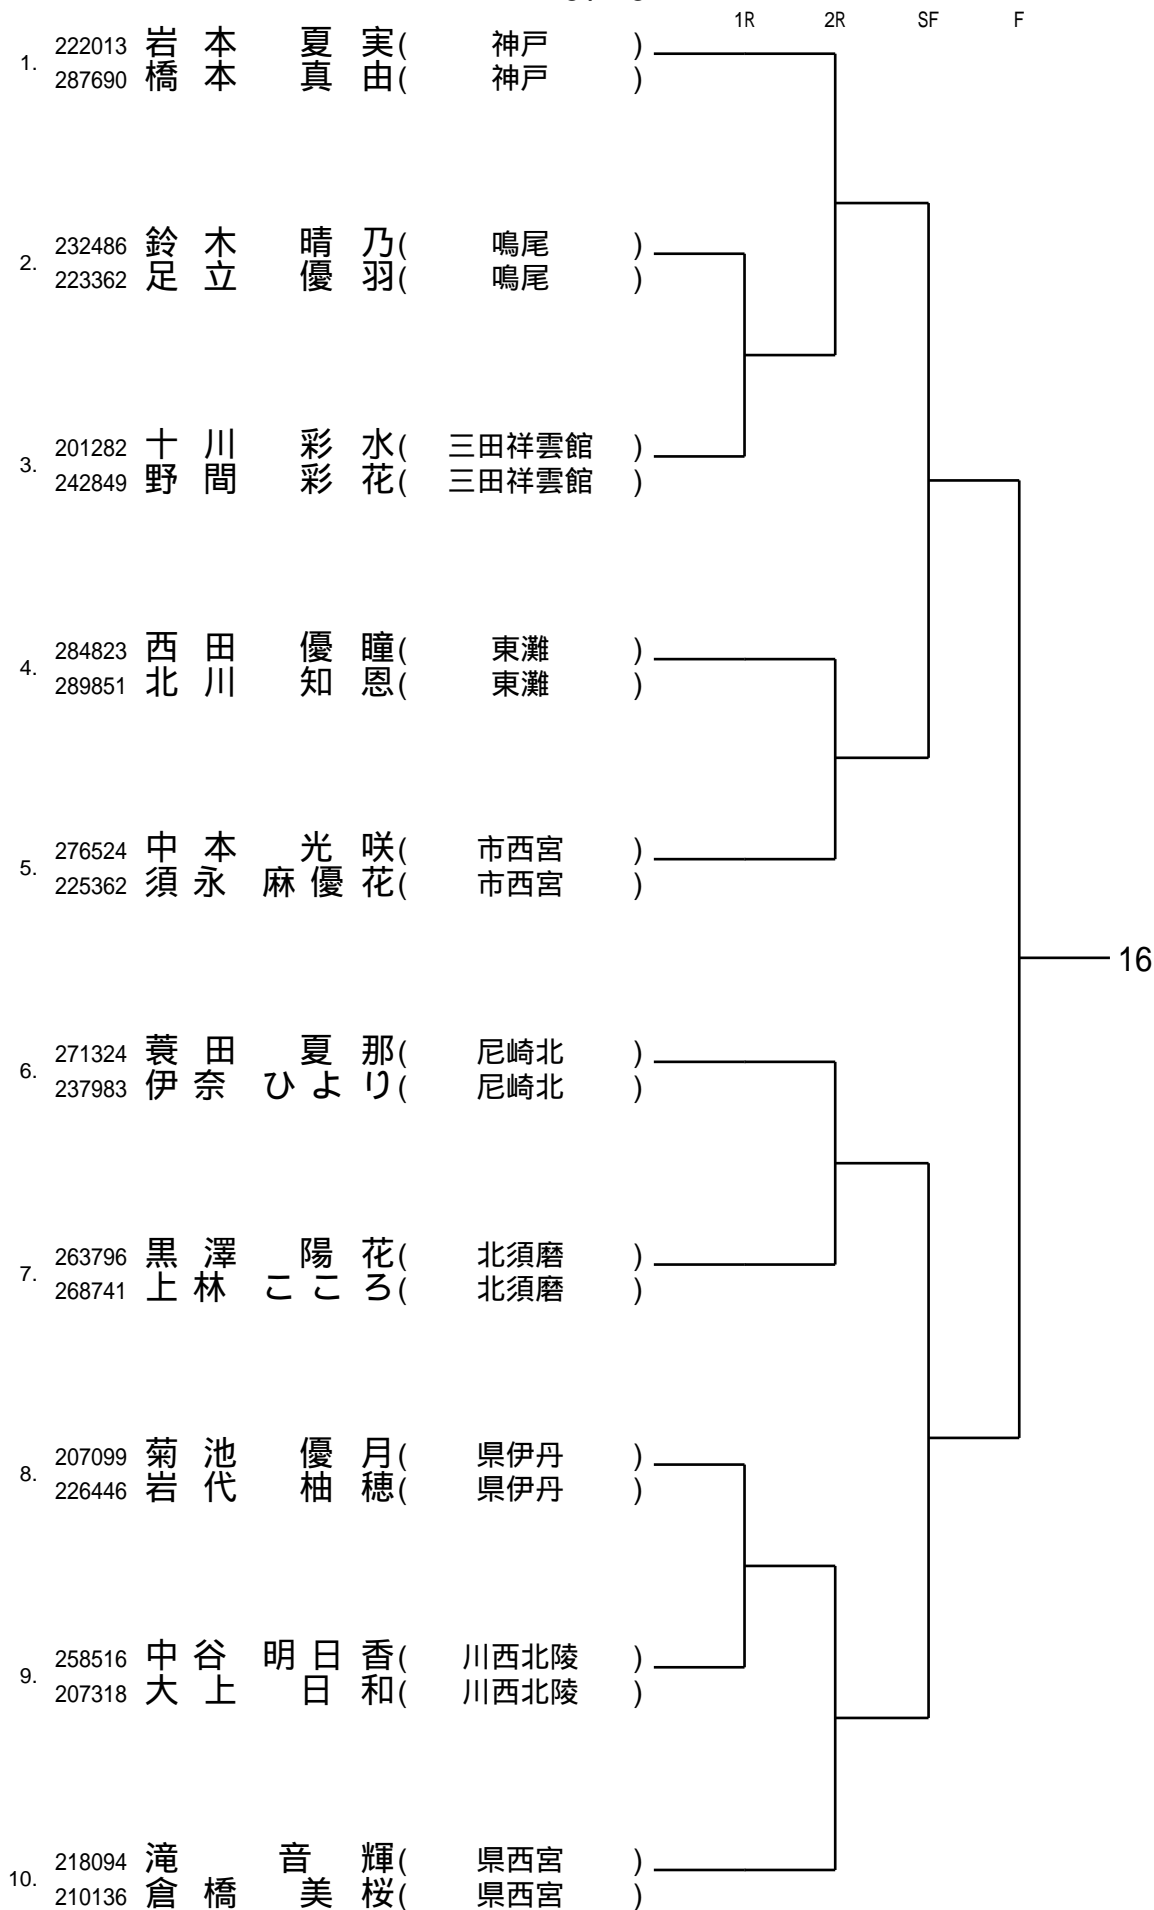 1R 2R SF F
1. 222013 岩本 夏実( 神戸 )
287690 橋本 真由( 神戸 )
2. 232486 鈴木 晴乃( 鳴尾 )
223362 足立 優羽( 鳴尾 )
3. 201282 十川 彩水( 三田祥雲館 )
242849 野間 彩花( 三田祥雲館 )
4. 284823 西田 優瞳( 東灘 )
289851 北川 知恩( 東灘 )
5. 276524 中本 光咲( 市西宮 )
225362 須永 麻優花( 市西宮 )
16
6. 271324 蓑田 夏那( 尼崎北 )
237983 伊奈 ひより( 尼崎北 )
7. 263796 黒澤 陽花( 北須磨 )
268741 上林 こころ( 北須磨 )
8. 207099 菊池 優月( 県伊丹 )
226446 岩代 柚穂( 県伊丹 )
9. 258516 中谷 明日香( 川西北陵 )
207318 大上 日和( 川西北陵 )
10. 218094 滝 音輝( 県西宮 )
210136 倉橋 美桜( 県西宮 )